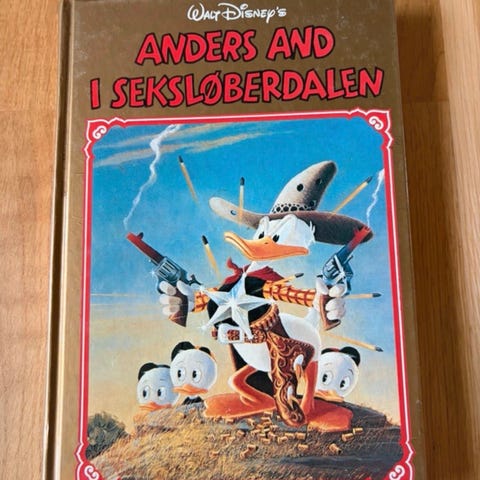 Walt Disney's
ANDERS AND
I SEKSLØBERDALEN